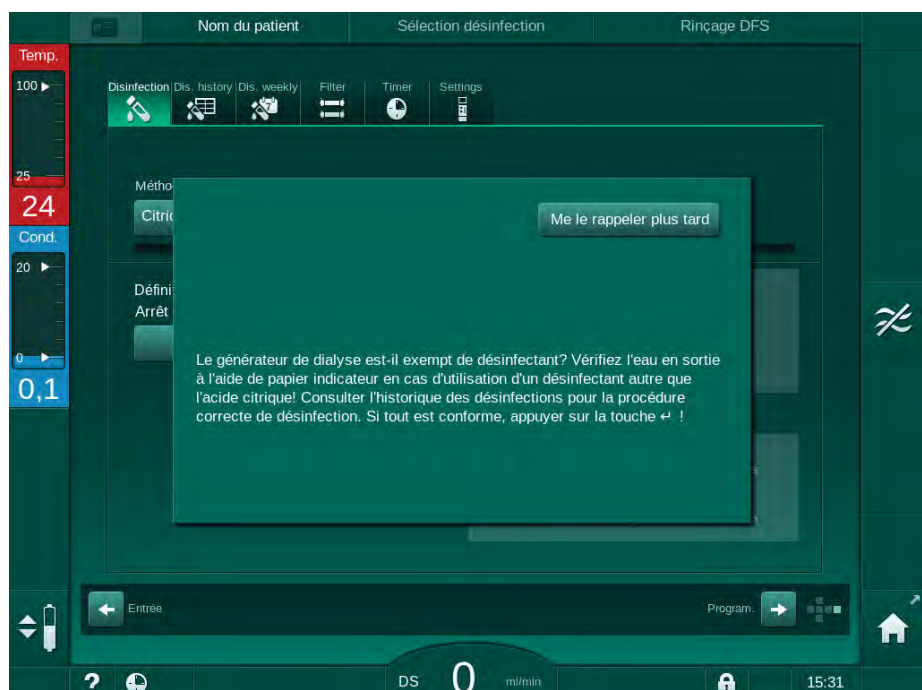 Nom du patient
Sélection désinfection
Rinçage DFS
Temp.
100
25
24
Cond.
20
0
0,1
Disinfection
Dis. history
Dis. weekly
Filter
Timer
Settings
7
Me le rappeler plus tard
Le générateur de dialyse est-il exempt de désinfectant? Vérifiez l'eau en sortie
à l'aide de papier indicateur en cas d'utilisation d'un désinfectant autre que
l'acide citrique! Consulter l'historique des désinfections pour la procédure
correcte de désinfection. Si tout est conforme, appuyer sur la touche ↵ !
Arrêt
Entrée
Program.
?
DS
0
ml/min
15:31